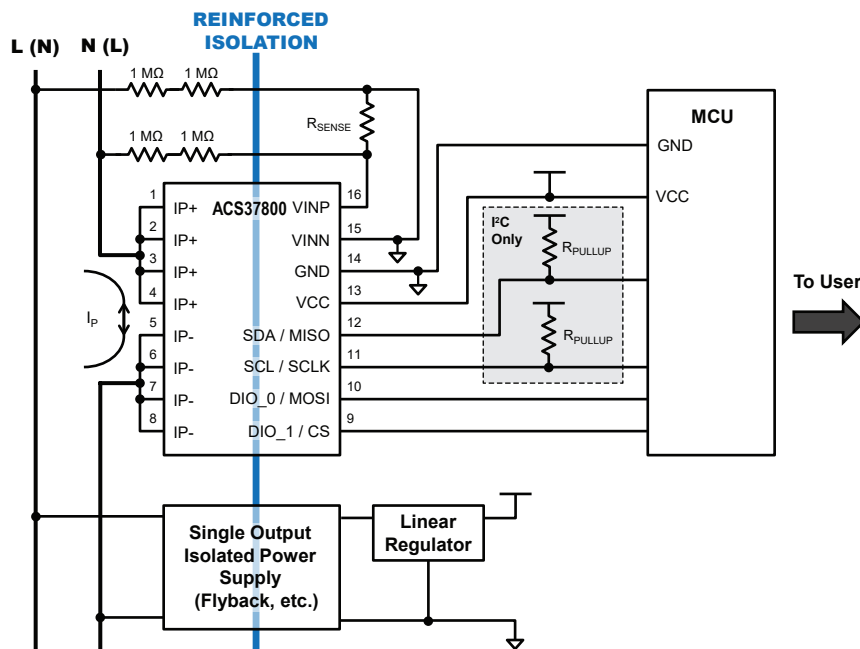 REINFORCED
ISOLATION
L (N)
N (L)
1 MΩ
1 MΩ
1 MΩ
1 MΩ
RSENSE
MCU
GND
VCC
ACS37800
1
IP+
16
VINP
2
IP+
15
VINN
3
IP+
14
GND
4
IP+
13
VCC
5
IP-
12
SDA / MISO
6
IP-
11
SCL / SCLK
7
IP-
10
DIO_0 / MOSI
8
IP-
9
DIO_1 / CS
IP
I²C
Only
RPULLUP
RPULLUP
To User
Single Output
Isolated Power
Supply
(Flyback, etc.)
Linear
Regulator